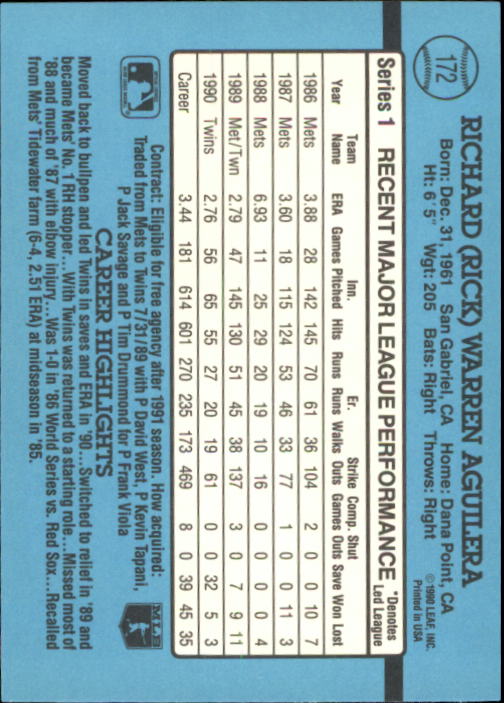 172
RICHARD (RICK) WARREN AGUILERA
Born: Dec. 31, 1961 San Gabriel, CA Home: Dana Point, CA
Ht: 6' 5" Wgt: 205 Bats: Right Throws: Right
©1990 LEAF, INC.
Printed in USA
Series 1 RECENT MAJOR LEAGUE PERFORMANCE *Denotes Led League
Team Inn. Er. Strike Comp. Shut
Year Name ERA Games Pitched Hits Runs Runs Walks Outs Games Outs Save Won Lost
1986 Mets 3.88 28 142 145 70 61 36 104 2 0 0 10 7
1987 Mets 3.60 18 115 124 53 46 33 77 1 0 0 11 3
1988 Mets 6.93 11 25 29 20 19 10 16 0 0 0 0 4
1989 Met/Twn 2.79 47 145 130 51 45 38 137 3 0 7 9 11
1990 Twins 2.76 56 65 55 27 20 19 61 0 0 32 5 3
Career 3.44 181 614 601 270 235 173 469 8 0 39 45 35
Contract: Eligible for free agency after 1991 season. How acquired:
Traded from Mets to Twins 7/31/89 with P David West, P Kevin Tapani,
P Jack Savage and P Tim Drummond for P Frank Viola
CAREER HIGHLIGHTS
Moved back to bullpen and led Twins in saves and ERA in '90...Switched to relief in '89 and
became Mets' No. 1 RH stopper...With Twins was returned to a starting role...Missed most of
'88 and much of '87 with elbow injury...Was 1-0 in '86 World Series vs. Red Sox...Recalled
from Mets' Tidewater farm (6-4, 2.51 ERA) at midseason in '85.